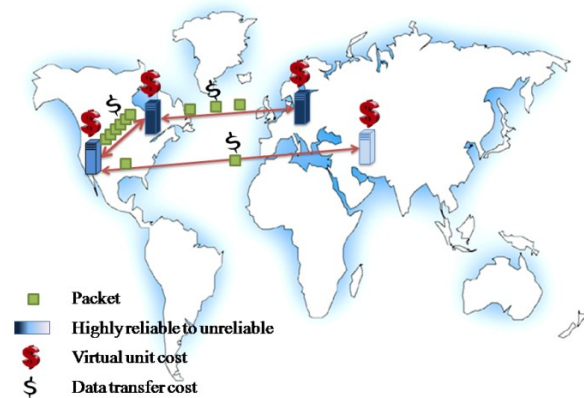 $
$
$
$
$
$
$
Packet
Highly reliable to unreliable
$
Virtual unit cost
$
Data transfer cost